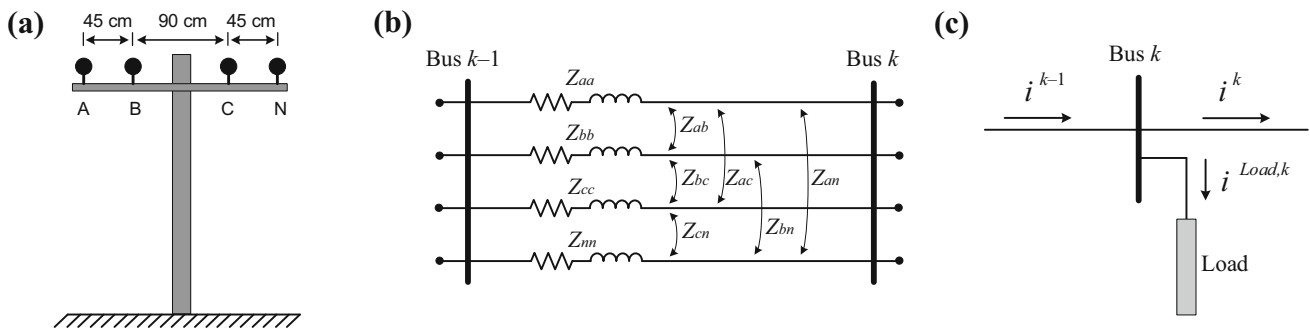 (a)
45 cm 90 cm 45 cm
A B C N
(b)
Bus k–1 Bus k
Zaa
Zab
Zbb
Zbc Zac Zan
Zcc
Zcn Zbn
Znn
(c)
Bus k
i k–1 i k
i Load,k
Load